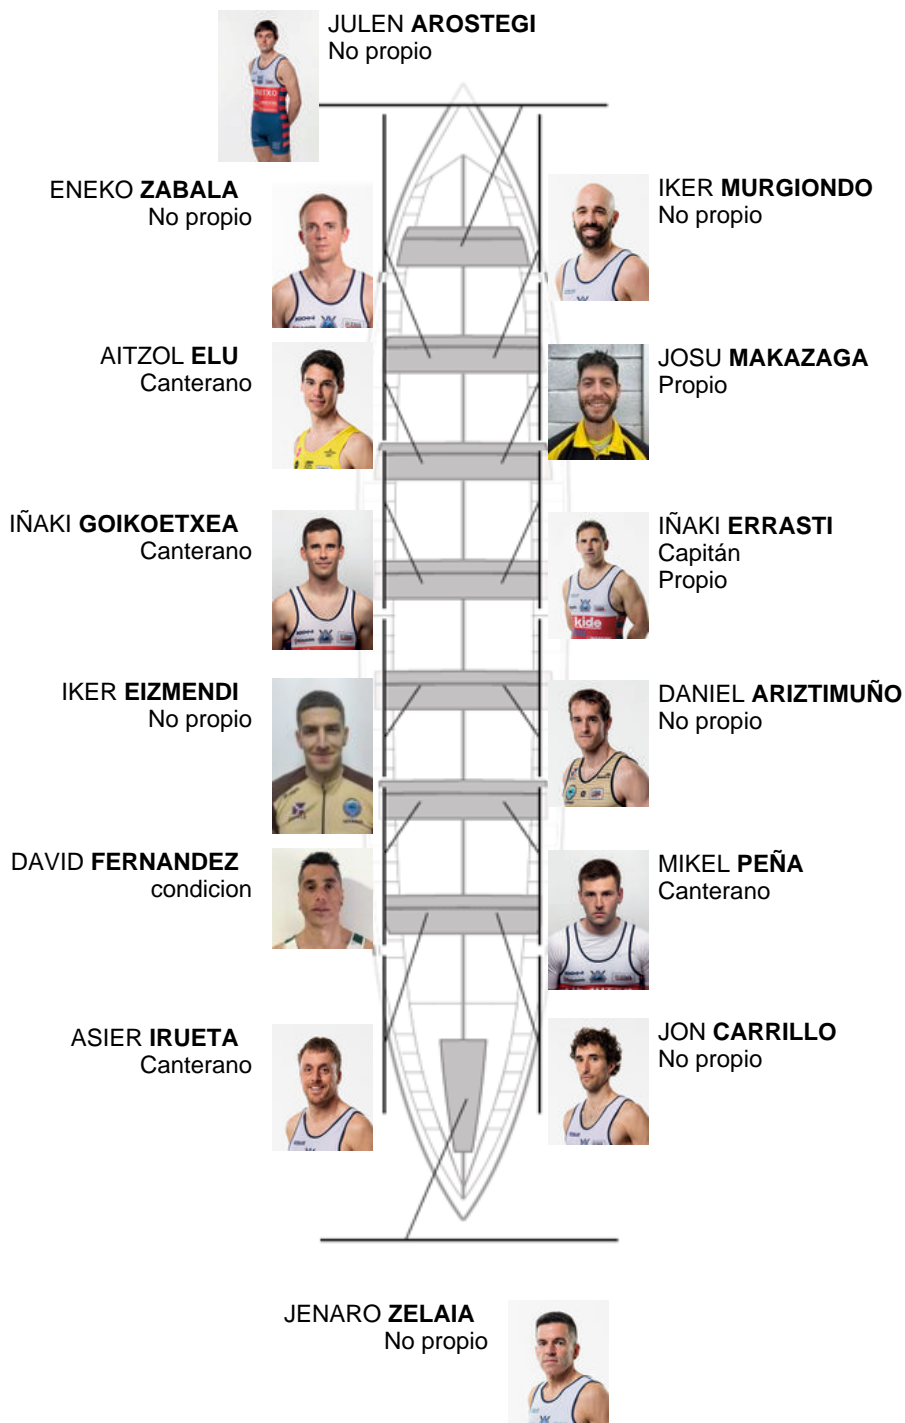 JULEN AROSTEGI
No propio
ENEKO ZABALA
No propio
IKER MURGIONDO
No propio
AITZOL ELU
Canterano
JOSU MAKAZAGA
Propio
IÑAKI GOIKOETXEA
Canterano
IÑAKI ERRASTI
Capitán
Propio
kide
IKER EIZMENDI
No propio
DANIEL ARIZTIMUÑO
No propio
DAVID FERNANDEZ
condicion
MIKEL PEÑA
Canterano
ASIER IRUETA
Canterano
JON CARRILLO
No propio
JENARO ZELAIA
No propio